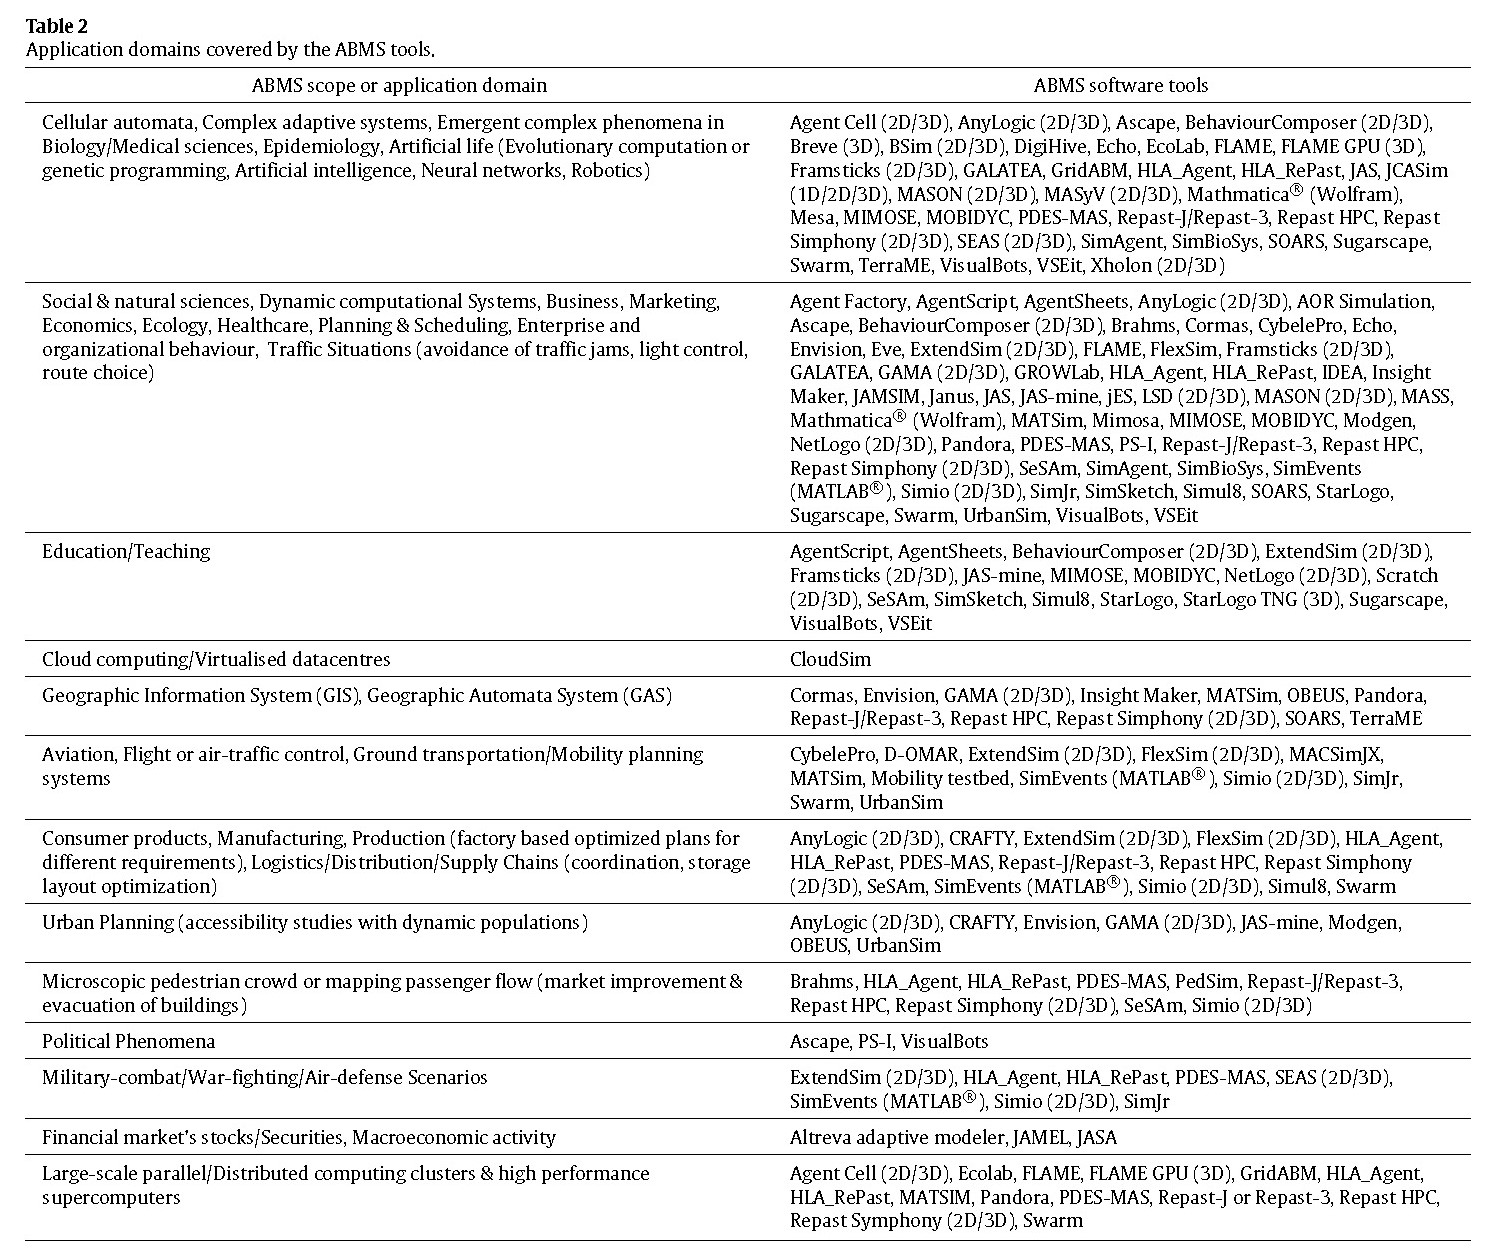 Table 2
Application domains covered by the ABMS tools.
ABMS scope or application domain
ABMS software tools
Cellular automata, Complex adaptive systems, Emergent complex phenomena in
Biology/Medical sciences, Epidemiology, Artificial life (Evolutionary computation or
genetic programming, Artificial intelligence, Neural networks, Robotics)
Agent Cell (2D/3D), AnyLogic (2D/3D), Ascape, BehaviourComposer (2D/3D),
Breve (3D), BSim (2D/3D), DigiHive, Echo, EcoLab, FLAME, FLAME GPU (3D),
Framsticks (2D/3D), GALATEA, GridABM, HLA_Agent, HLA_RePast, JAS, JCASim
(1D/2D/3D), MASON (2D/3D), MASyV (2D/3D), Mathmatica® (Wolfram),
Mesa, MIMOSE, MOBIDYC, PDES-MAS, Repast-J/Repast-3, Repast HPC, Repast
Simphony (2D/3D), SEAS (2D/3D), SimAgent, SimBioSys, SOARS, Sugarscape,
Swarm, TerraME, VisualBots, VSEit, Xholon (2D/3D)
Social & natural sciences, Dynamic computational Systems, Business, Marketing,
Economics, Ecology, Healthcare, Planning & Scheduling, Enterprise and
organizational behaviour, Traffic Situations (avoidance of traffic jams, light control,
route choice)
Agent Factory, AgentScript, AgentSheets, AnyLogic (2D/3D), AOR Simulation,
Ascape, BehaviourComposer (2D/3D), Brahms, Cormas, CybelePro, Echo,
Envision, Eve, ExtendSim (2D/3D), FLAME, FlexSim, Framsticks (2D/3D),
GALATEA, GAMA (2D/3D), GROWLab, HLA_Agent, HLA_RePast, IDEA, Insight
Maker, JAMSIM, Janus, JAS, JAS-mine, jES, LSD (2D/3D), MASON (2D/3D), MASS,
Mathmatica® (Wolfram), MATSim, Mimosa, MIMOSE, MOBIDYC, Modgen,
NetLogo (2D/3D), Pandora, PDES-MAS, PS-I, Repast-J/Repast-3, Repast HPC,
Repast Simphony (2D/3D), SeSAm, SimAgent, SimBioSys, SimEvents
(MATLAB®), Simio (2D/3D), SimJr, SimSketch, Simul8, SOARS, StarLogo,
Sugarscape, Swarm, UrbanSim, VisualBots, VSEit
Education/Teaching
AgentScript, AgentSheets, BehaviourComposer (2D/3D), ExtendSim (2D/3D),
Framsticks (2D/3D), JAS-mine, MIMOSE, MOBIDYC, NetLogo (2D/3D), Scratch
(2D/3D), SeSAm, SimSketch, Simul8, StarLogo, StarLogo TNG (3D), Sugarscape,
VisualBots, VSEit
Cloud computing/Virtualised datacentres
CloudSim
Geographic Information System (GIS), Geographic Automata System (GAS)
Cormas, Envision, GAMA (2D/3D), Insight Maker, MATSim, OBEUS, Pandora,
Repast-J/Repast-3, Repast HPC, Repast Simphony (2D/3D), SOARS, TerraME
Aviation, Flight or air-traffic control, Ground transportation/Mobility planning
systems
CybelePro, D-OMAR, ExtendSim (2D/3D), FlexSim (2D/3D), MACSimJX,
MATSim, Mobility testbed, SimEvents (MATLAB®), Simio (2D/3D), SimJr,
Swarm, UrbanSim
Consumer products, Manufacturing, Production (factory based optimized plans for
different requirements), Logistics/Distribution/Supply Chains (coordination, storage
layout optimization)
AnyLogic (2D/3D), CRAFTY, ExtendSim (2D/3D), FlexSim (2D/3D), HLA_Agent,
HLA_RePast, PDES-MAS, Repast-J/Repast-3, Repast HPC, Repast Simphony
(2D/3D), SeSAm, SimEvents (MATLAB®), Simio (2D/3D), Simul8, Swarm
Urban Planning (accessibility studies with dynamic populations)
AnyLogic (2D/3D), CRAFTY, Envision, GAMA (2D/3D), JAS-mine, Modgen,
OBEUS, UrbanSim
Microscopic pedestrian crowd or mapping passenger flow (market improvement &
evacuation of buildings)
Brahms, HLA_Agent, HLA_RePast, PDES-MAS, PedSim, Repast-J/Repast-3,
Repast HPC, Repast Simphony (2D/3D), SeSAm, Simio (2D/3D)
Political Phenomena
Ascape, PS-I, VisualBots
Military-combat/War-fighting/Air-defense Scenarios
ExtendSim (2D/3D), HLA_Agent, HLA_RePast, PDES-MAS, SEAS (2D/3D),
SimEvents (MATLAB®), Simio (2D/3D), SimJr
Financial market's stocks/Securities, Macroeconomic activity
Altreva adaptive modeler, JAMEL, JASA
Large-scale parallel/Distributed computing clusters & high performance
supercomputers
Agent Cell (2D/3D), Ecolab, FLAME, FLAME GPU (3D), GridABM, HLA_Agent,
HLA_RePast, MATSIM, Pandora, PDES-MAS, Repast-J or Repast-3, Repast HPC,
Repast Symphony (2D/3D), Swarm